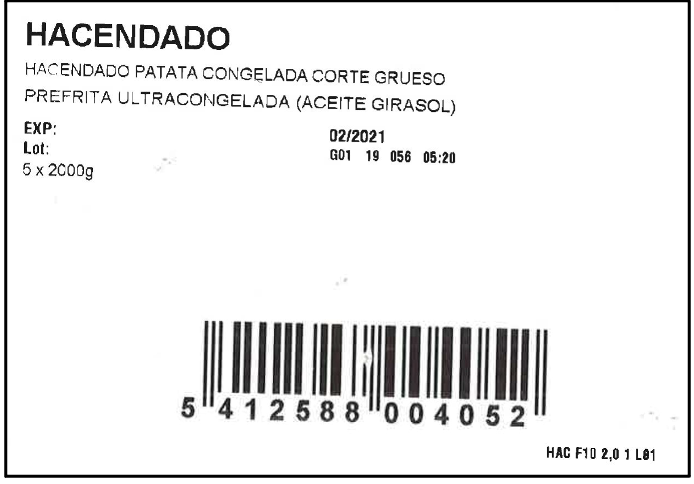 HACENDADO
HACENDADO PATATA CONGELADA CORTE GRUESO
PREFRITA ULTRACONGELADA (ACEITE GIRASOL)
EXP: 02/2021
Lot: G01 19 056 05:20
5 x 2000g
5 412588 004052
HAC F10 2,0 1 L01